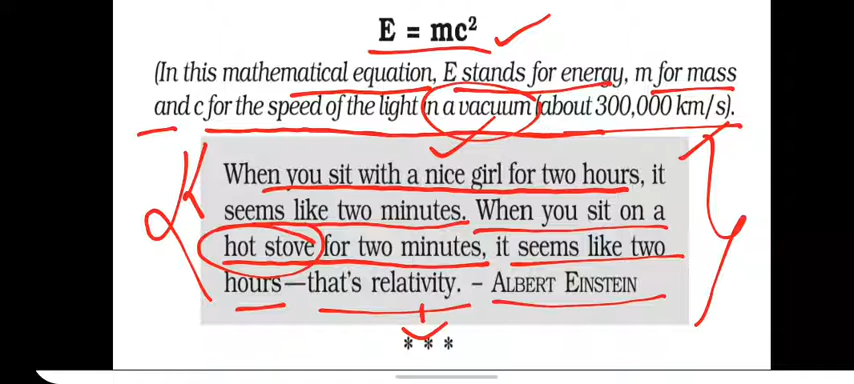 E = mc²
(In this mathematical equation, E stands for energy, m for mass
and c for the speed of the light in a vacuum (about 300,000 km/s).
When you sit with a nice girl for two hours, it
seems like two minutes. When you sit on a
hot stove for two minutes, it seems like two
hours—that's relativity. – ALBERT EINSTEIN
* * *